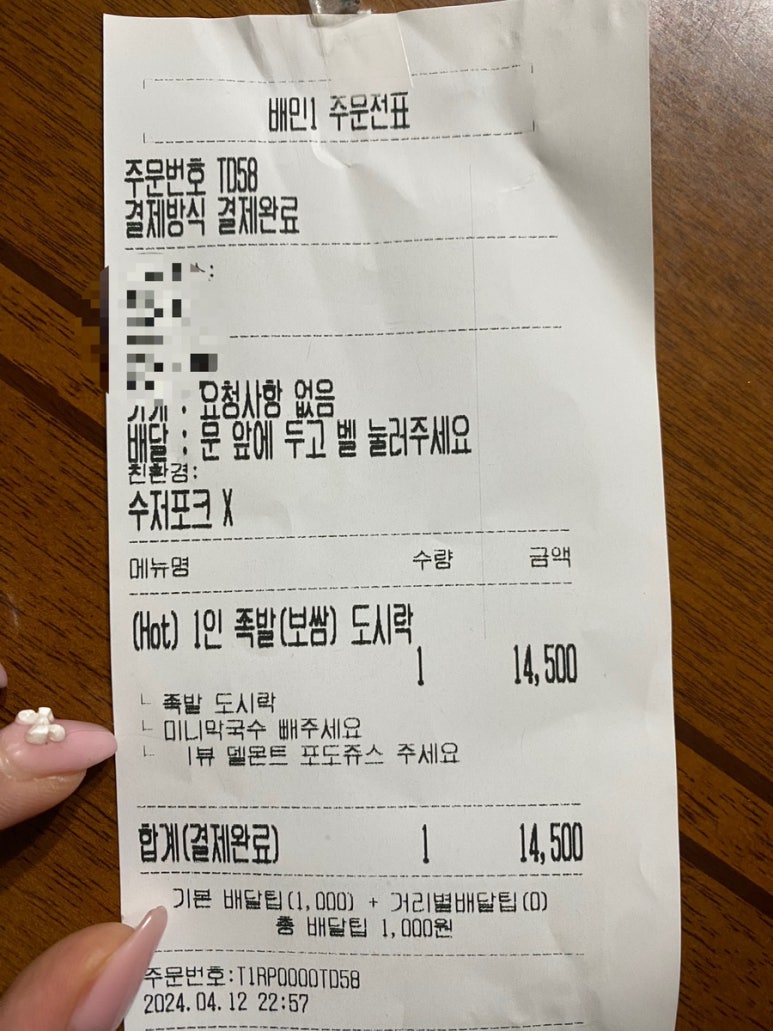 배민1 주문전표
주문번호 TD58
결제방식 결제완료
가게 : 요청사항 없음
배달 : 문 앞에 두고 벨 눌러주세요
친환경:
수저포크 X
메뉴명 수량 금액
(Hot) 1인 족발(보쌈) 도시락
1 14,500
└ 족발 도시락
└ 미니막국수 빼주세요
└ 1뷰 델몬트 포도쥬스 주세요
합계(결제완료) 1 14,500
기본 배달팁(1,000) + 거리별배달팁(0)
총 배달팁 1,000원
주문번호:T1RP0000TD58
2024.04.12 22:57